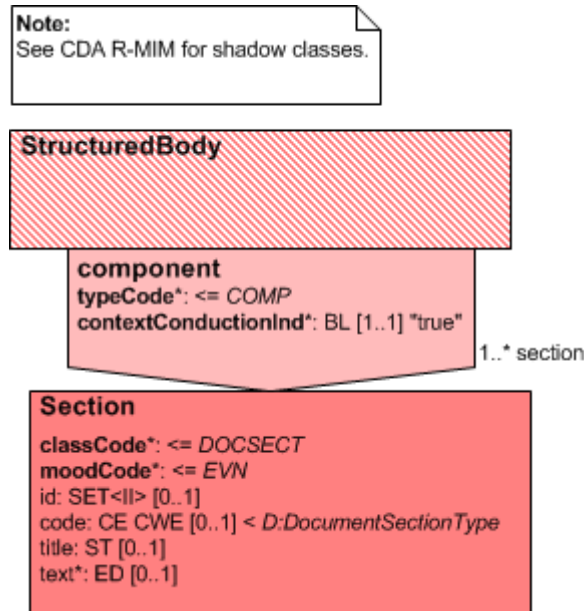 Note:
See CDA R-MIM for shadow classes.
StructuredBody
component
typeCode*: <= COMP
contextConductionInd*: BL [1..1] "true"
1..* section
Section
classCode*: <= DOCSECT
moodCode*: <= EVN
id: SET<II> [0..1]
code: CE CWE [0..1] < D:DocumentSectionType
title: ST [0..1]
text*: ED [0..1]